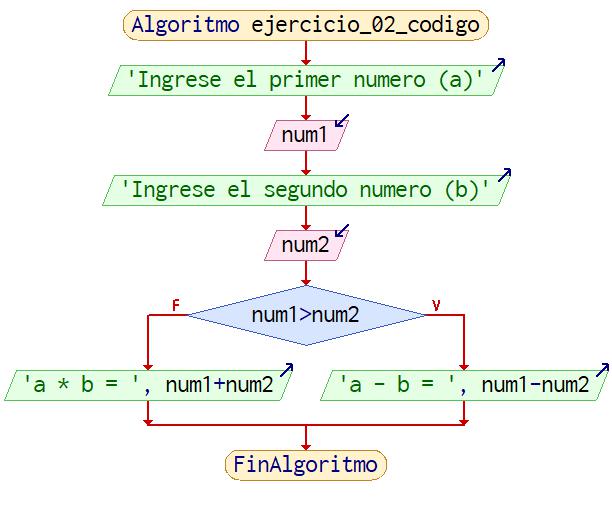 Algoritmo ejercicio_02_codigo
'Ingrese el primer numero (a)'
num1
'Ingrese el segundo numero (b)'
num2
F
num1>num2
V
'a * b = ', num1+num2
'a - b = ', num1-num2
FinAlgoritmo